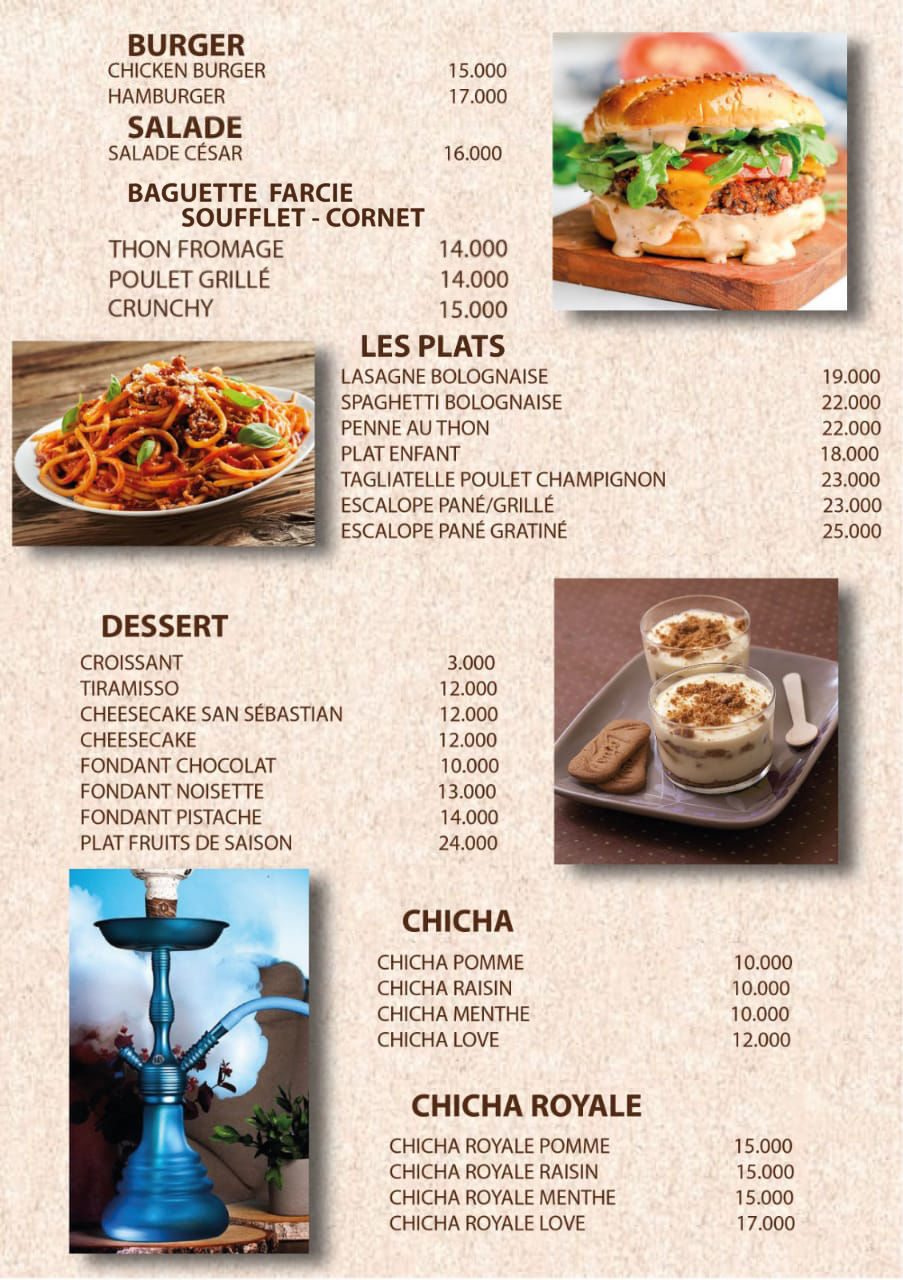 BURGER
CHICKEN BURGER 15.000
HAMBURGER 17.000
SALADE
SALADE CÉSAR 16.000
BAGUETTE FARCIE
SOUFFLET - CORNET
THON FROMAGE 14.000
POULET GRILLÉ 14.000
CRUNCHY 15.000
LES PLATS
LASAGNE BOLOGNAISE 19.000
SPAGHETTI BOLOGNAISE 22.000
PENNE AU THON 22.000
PLAT ENFANT 18.000
TAGLIATELLE POULET CHAMPIGNON 23.000
ESCALOPE PANÉ/GRILLÉ 23.000
ESCALOPE PANÉ GRATINÉ 25.000
DESSERT
CROISSANT 3.000
TIRAMISSO 12.000
CHEESECAKE SAN SÉBASTIAN 12.000
CHEESECAKE 12.000
FONDANT CHOCOLAT 10.000
FONDANT NOISETTE 13.000
FONDANT PISTACHE 14.000
PLAT FRUITS DE SAISON 24.000
CHICHA
CHICHA POMME 10.000
CHICHA RAISIN 10.000
CHICHA MENTHE 10.000
CHICHA LOVE 12.000
CHICHA ROYALE
CHICHA ROYALE POMME 15.000
CHICHA ROYALE RAISIN 15.000
CHICHA ROYALE MENTHE 15.000
CHICHA ROYALE LOVE 17.000